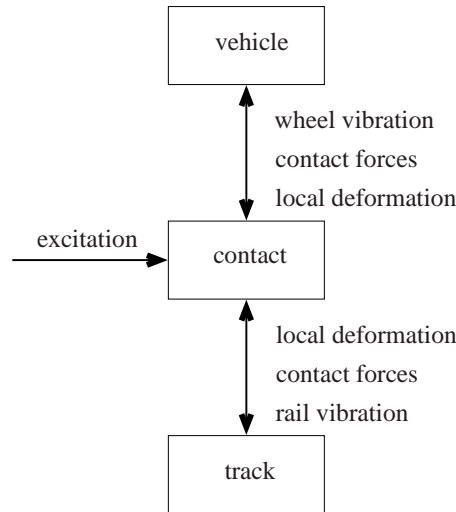 vehicle
wheel vibration
contact forces
local deformation
excitation
contact
local deformation
contact forces
rail vibration
track